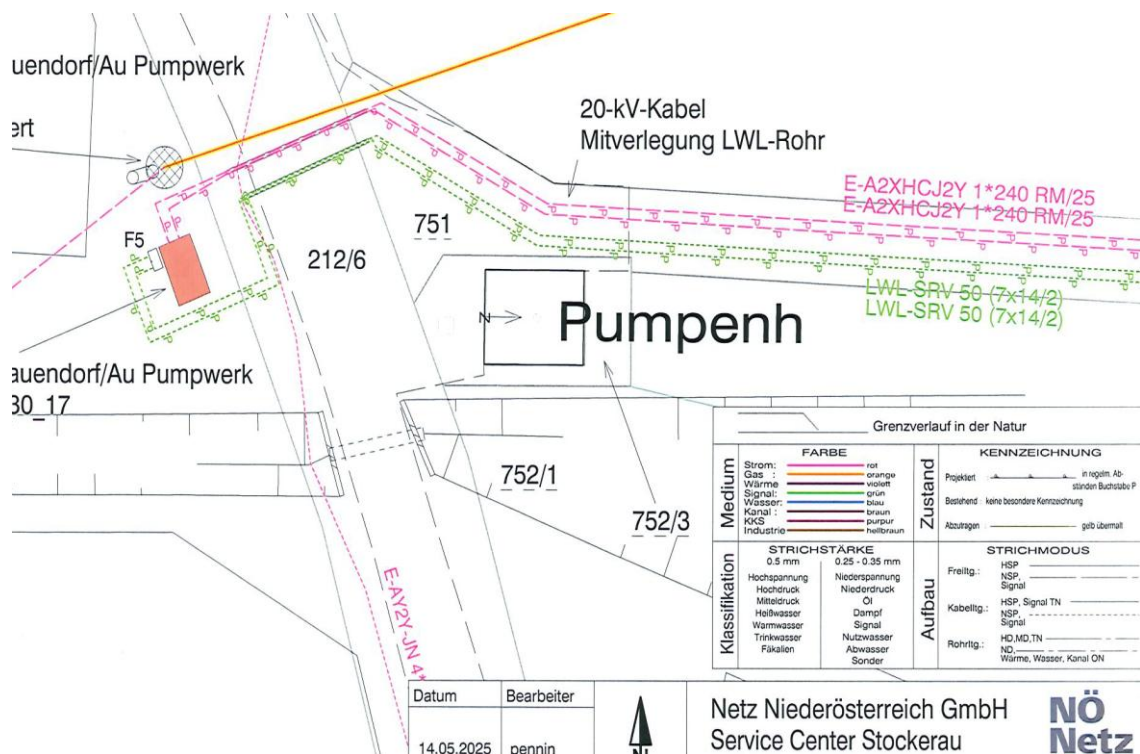 uendorf/Au Pumpwerk
ert
20-kV-Kabel
Mitverlegung LWL-Rohr
E-A2XHCJ2Y 1*240 RM/25
E-A2XHCJ2Y 1*240 RM/25
F5
751
212/6
LWL-SRV 50 (7x14/2)
LWL-SRV 50 (7x14/2)
Pumpenh
auendorf/Au Pumpwerk
30_17
752/1
752/3
E-AY2Y-JN 4*
Grenzverlauf in der Natur
Medium
FARBE
Strom: rot
Gas : orange
Wärme violett
Signal: grün
Wasser: blau
Kanal : braun
KKS purpur
Industrie hellbraun
Zustand
KENNZEICHNUNG
Projektiert in regelm. Ab-
ständen Buchstabe P
Bestehend : keine besondere Kennzeichnung
Abzutragen gelb übermalt
Klassifikation
STRICHSTÄRKE
0.5 mm 0.25 - 0.35 mm
Hochspannung Niederspannung
Hochdruck Niederdruck
Mitteldruck Öl
Heißwasser Dampf
Warmwasser Signal
Trinkwasser Nutzwasser
Fäkalien Abwasser
Sonder
Aufbau
STRICHMODUS
Freiltg.: HSP
NSP,
Signal
Kabelltg.: HSP, Signal TN
NSP,
Signal
Rohrltg.: HD,MD,TN
ND,
Wärme, Wasser, Kanal ON
Datum Bearbeiter
14.05.2025 pennin
Netz Niederösterreich GmbH
Service Center Stockerau
NÖ
Netz